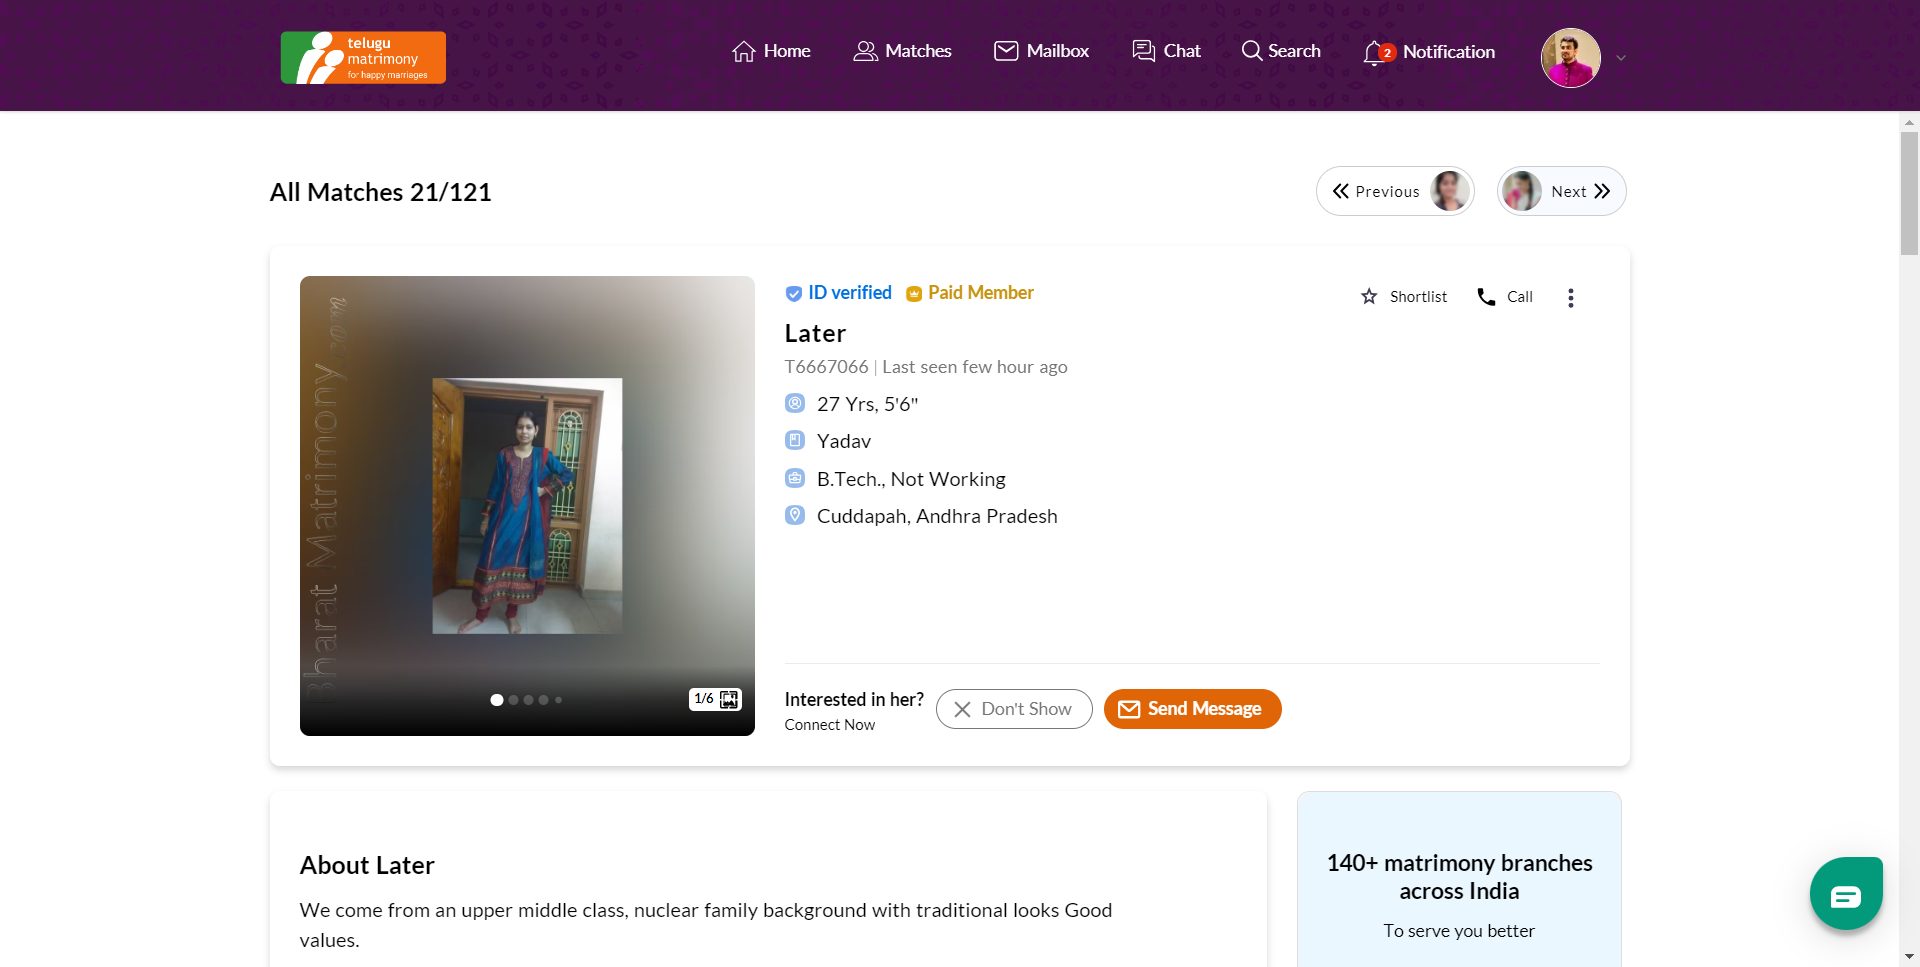 telugu
matrimony
for happy marriages
Home
Matches
Mailbox
Chat
Search
2
Notification
All Matches 21/121
Previous
Next
Bharat Matrimony.com
1/6
ID verified
Paid Member
Shortlist
Call
Later
T6667066 | Last seen few hour ago
27 Yrs, 5'6"
Yadav
B.Tech., Not Working
Cuddapah, Andhra Pradesh
Interested in her?
Connect Now
Don't Show
Send Message
About Later
We come from an upper middle class, nuclear family background with traditional looks Good
values.
140+ matrimony branches
across India
To serve you better